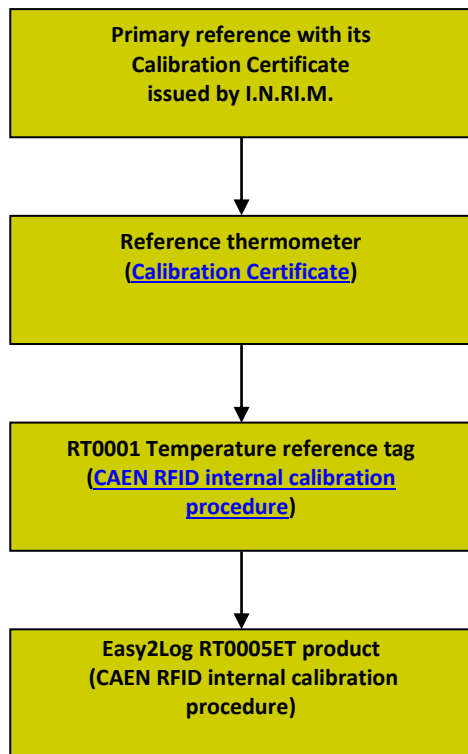 Primary reference with its
Calibration Certificate
issued by I.N.RI.M.
Reference thermometer
(Calibration Certificate)
RT0001 Temperature reference tag
(CAEN RFID internal calibration
procedure)
Easy2Log RT0005ET product
(CAEN RFID internal calibration
procedure)